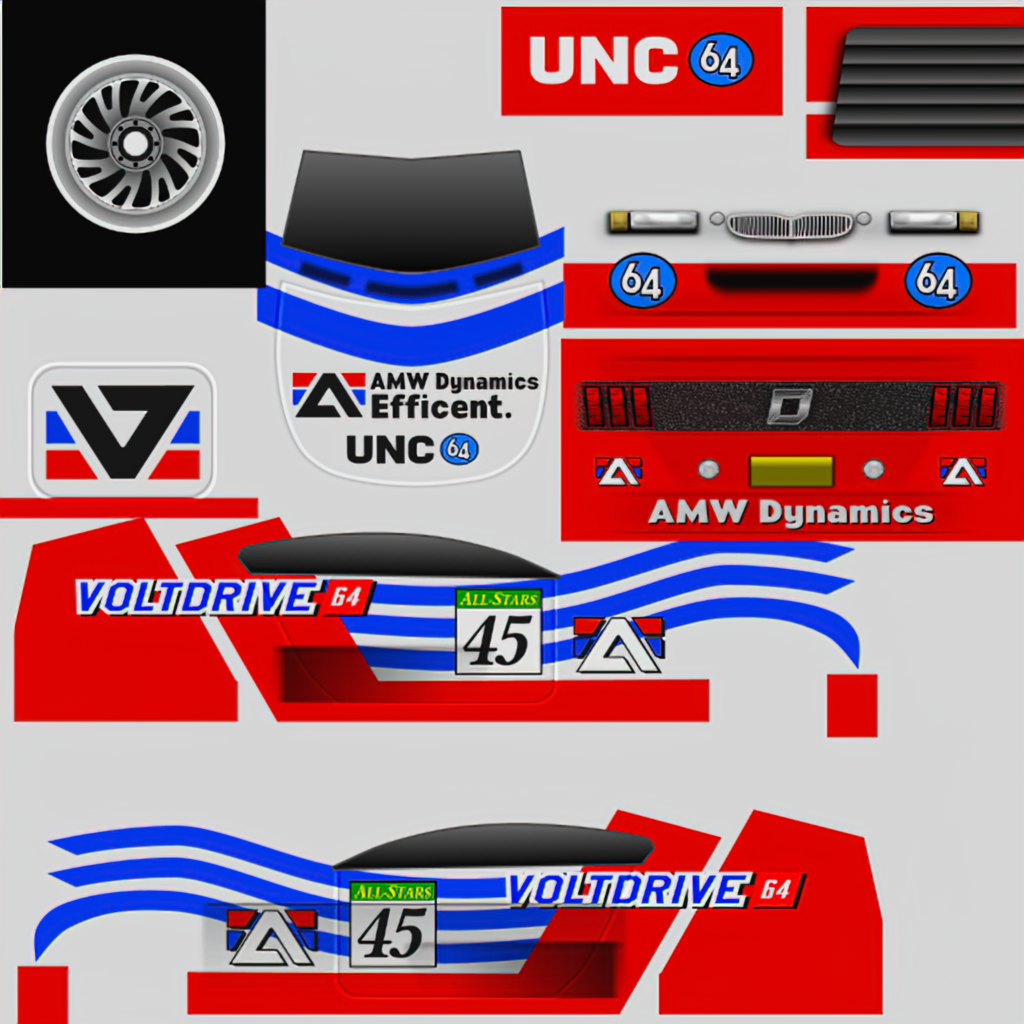 UNC 64
64
64
AMW Dynamics
Efficent.
UNC 64
AMW Dynamics
VOLTDRIVE 64
ALL-STARS
45
VOLTDRIVE 64
ALL-STARS
45